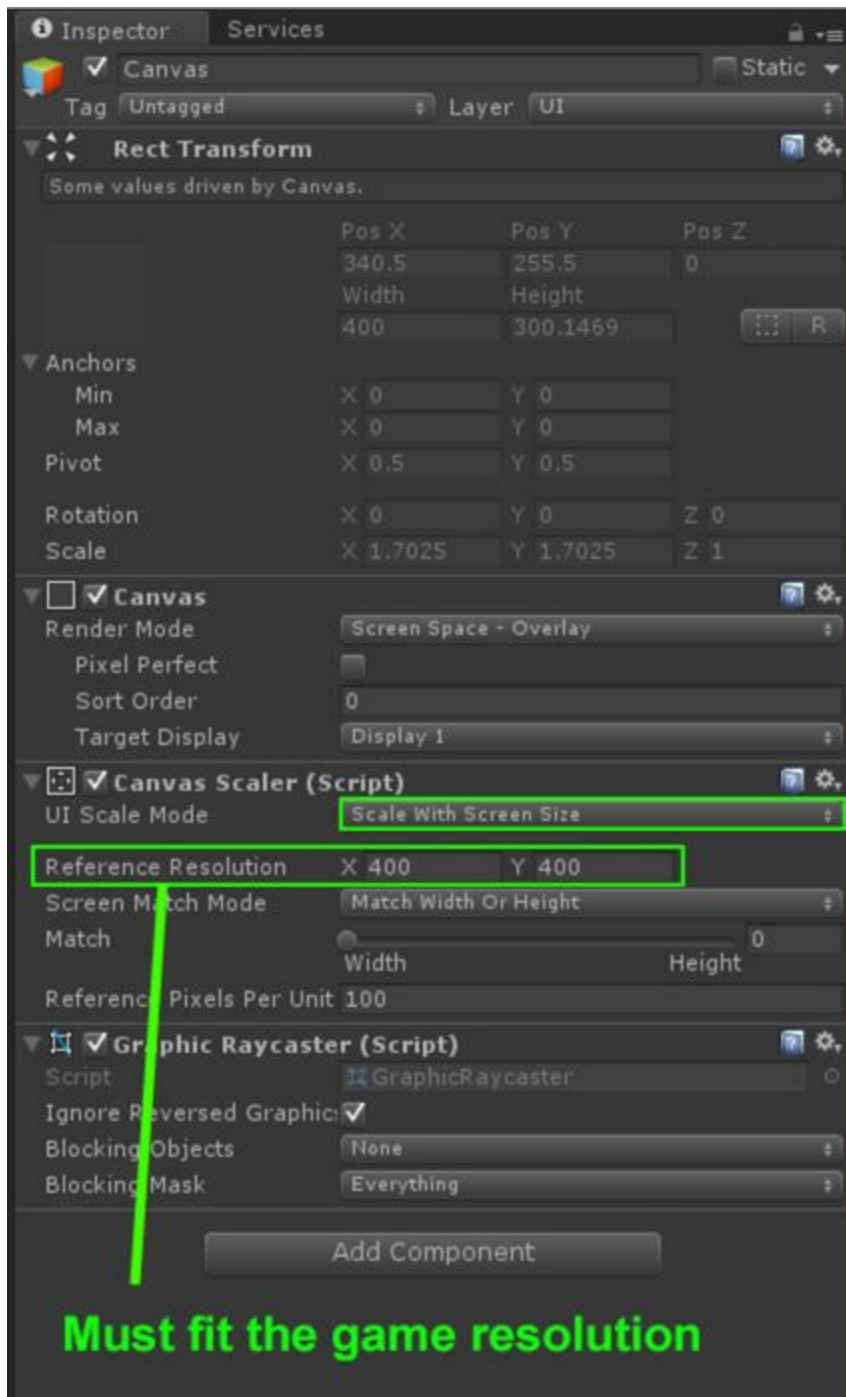 Inspector Services
Canvas Static
Tag Untagged Layer UI
Rect Transform
Some values driven by Canvas.
Pos X Pos Y Pos Z
340.5 255.5 0
Width Height
400 300.1469 R
Anchors
Min X 0 Y 0
Max X 0 Y 0
Pivot X 0.5 Y 0.5
Rotation X 0 Y 0 Z 0
Scale X 1.7025 Y 1.7025 Z 1
Canvas
Render Mode Screen Space - Overlay
Pixel Perfect
Sort Order 0
Target Display Display 1
Canvas Scaler (Script)
UI Scale Mode Scale With Screen Size
Reference Resolution X 400 Y 400
Screen Match Mode Match Width Or Height
Match 0
Width Height
Reference Pixels Per Unit 100
Graphic Raycaster (Script)
Script GraphicRaycaster
Ignore Reversed Graphics
Blocking Objects None
Blocking Mask Everything
Add Component
Must fit the game resolution